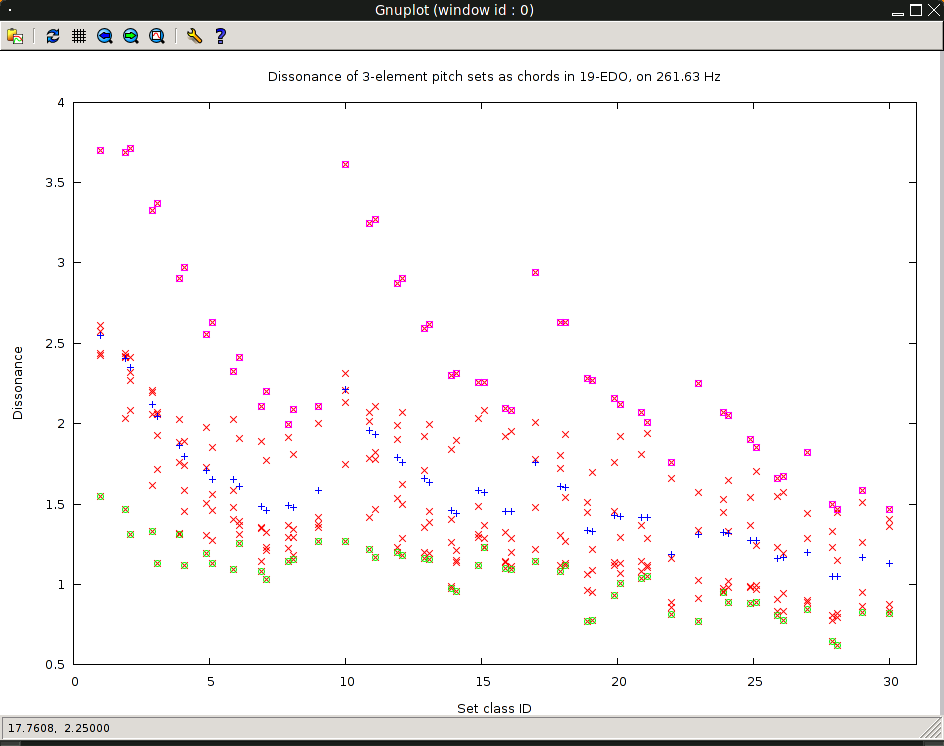 Gnuplot (window id : 0)
?
Dissonance of 3-element pitch sets as chords in 19-EDO, on 261.63 Hz
4
3.5
3
2.5
2
1.5
1
0.5
Dissonance
0 5 10 15 20 25 30
Set class ID
17.7608, 2.25000